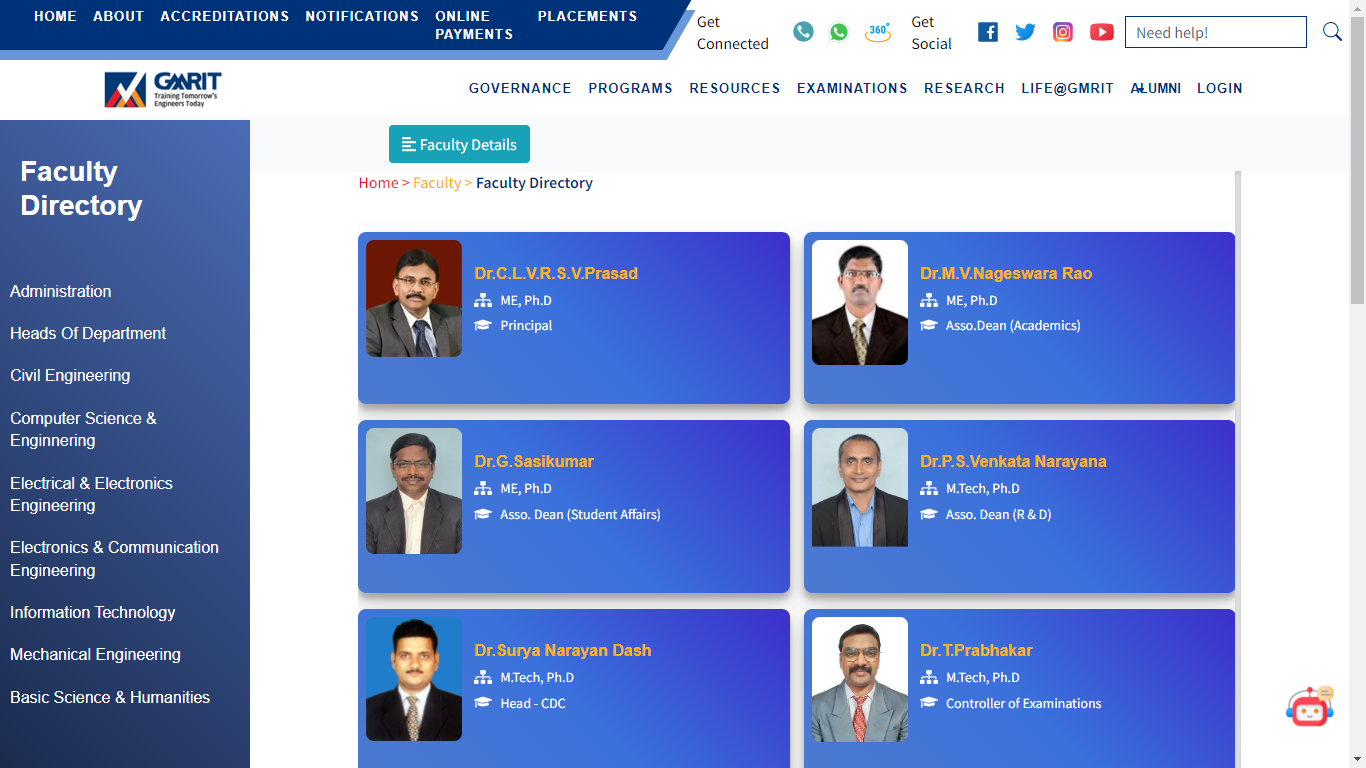 HOME ABOUT ACCREDITATIONS NOTIFICATIONS ONLINE PAYMENTS PLACEMENTS
Get Connected
360°
Get Social
Need help!
GMRIT
Training Tomorrow's
Engineers Today
GOVERNANCE PROGRAMS RESOURCES EXAMINATIONS RESEARCH LIFE@GMRIT ALUMNI LOGIN
Faculty
Directory
Administration
Heads Of Department
Civil Engineering
Computer Science &
Enginnering
Electrical & Electronics
Engineering
Electronics & Communication
Engineering
Information Technology
Mechanical Engineering
Basic Science & Humanities
Faculty Details
Home > Faculty > Faculty Directory
Dr.C.L.V.R.S.V.Prasad
ME, Ph.D
Principal
Dr.M.V.Nageswara Rao
ME, Ph.D
Asso.Dean (Academics)
Dr.G.Sasikumar
ME, Ph.D
Asso. Dean (Student Affairs)
Dr.P.S.Venkata Narayana
M.Tech, Ph.D
Asso. Dean (R & D)
Dr.Surya Narayan Dash
M.Tech, Ph.D
Head - CDC
Dr.T.Prabhakar
M.Tech, Ph.D
Controller of Examinations